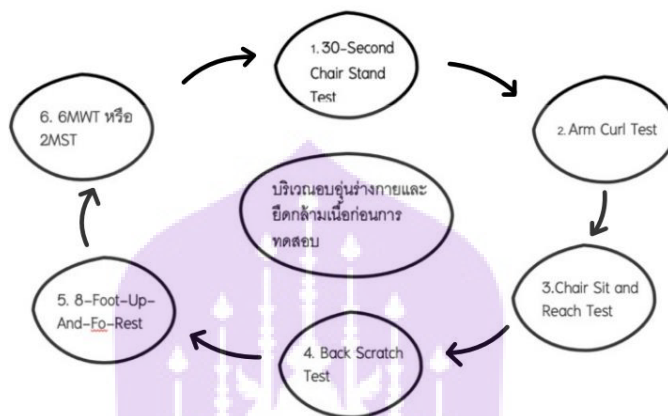 1. 30-Second
Chair Stand
Test
2. Arm Curl Test
3.Chair Sit and
Reach Test
4. Back Scratch
Test
5. 8-Foot-Up-
And-Fo-Rest
6. 6MWT หรือ
2MST
บริเวณอบอุ่นร่างกายและ
ยืดกล้ามเนื้อก่อนการ
ทดสอบ